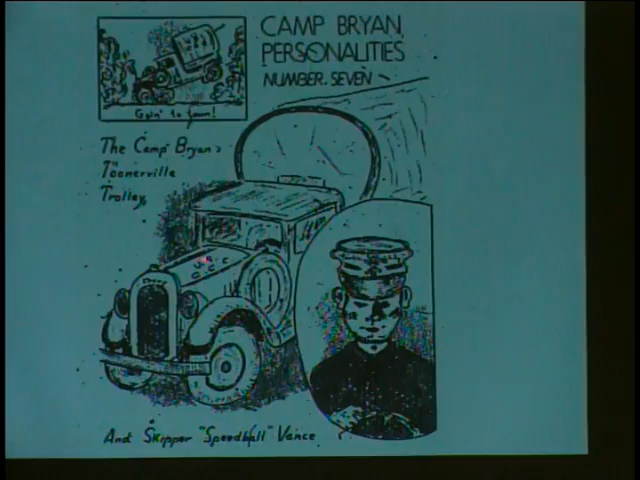 CAMP BRYAN
PERSONALITIES
NUMBER. SEVEN
Goin' to town!
The Camp Bryan's
Toonerville
Trolley,
C C C
And Skipper "Speedball" Vance